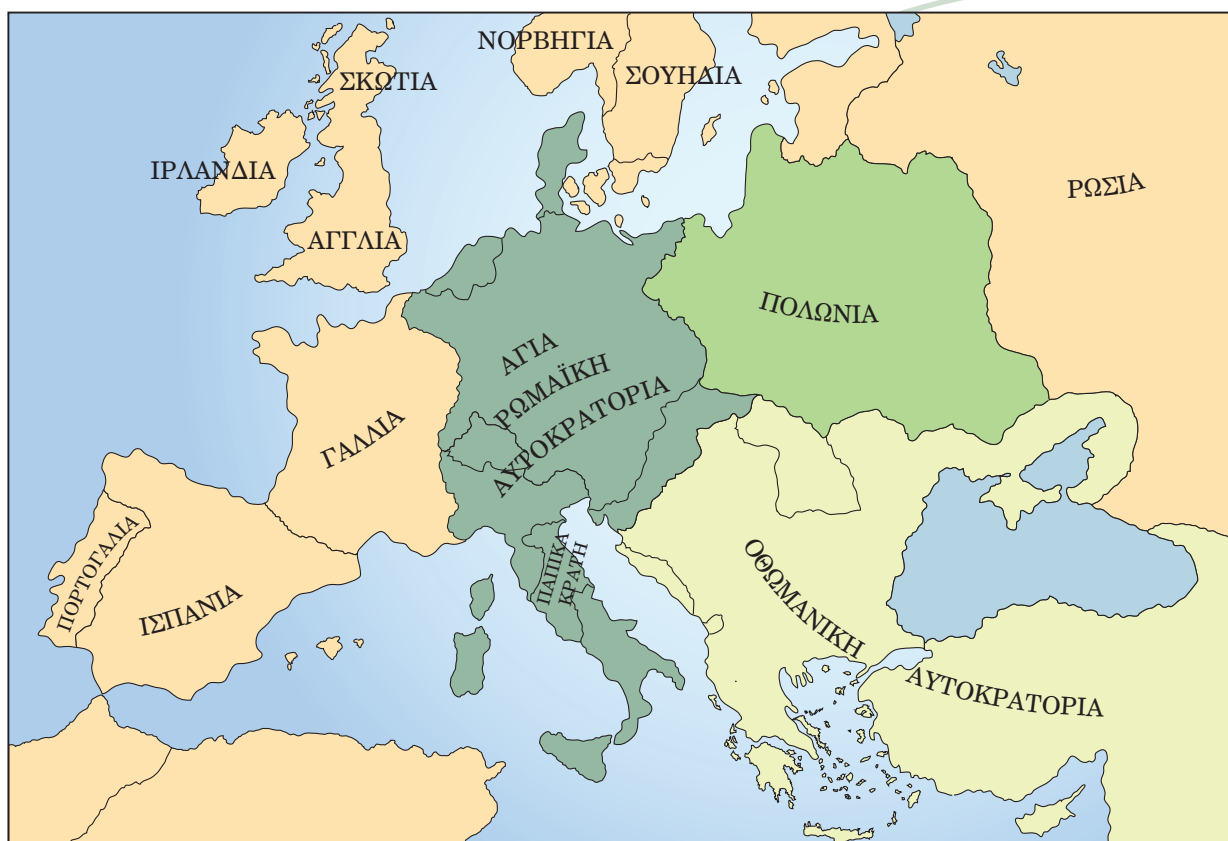 ΝΟΡΒΗΓΙΑ
ΣΟΥΗΔΙΑ
ΣΚΩΤΙΑ
ΙΡΛΑΝΔΙΑ
ΑΓΓΛΙΑ
ΡΩΣΙΑ
ΠΟΛΩΝΙΑ
ΑΓΙΑ
ΡΩΜΑΪΚΗ
ΑΥΤΟΚΡΑΤΟΡΙΑ
ΓΑΛΛΙΑ
ΠΟΡΤΟΓΑΛΙΑ
ΙΣΠΑΝΙΑ
ΠΑΠΙΚΑ
ΚΡΑΤΗ
ΟΘΩΜΑΝΙΚΗ
ΑΥΤΟΚΡΑΤΟΡΙΑ